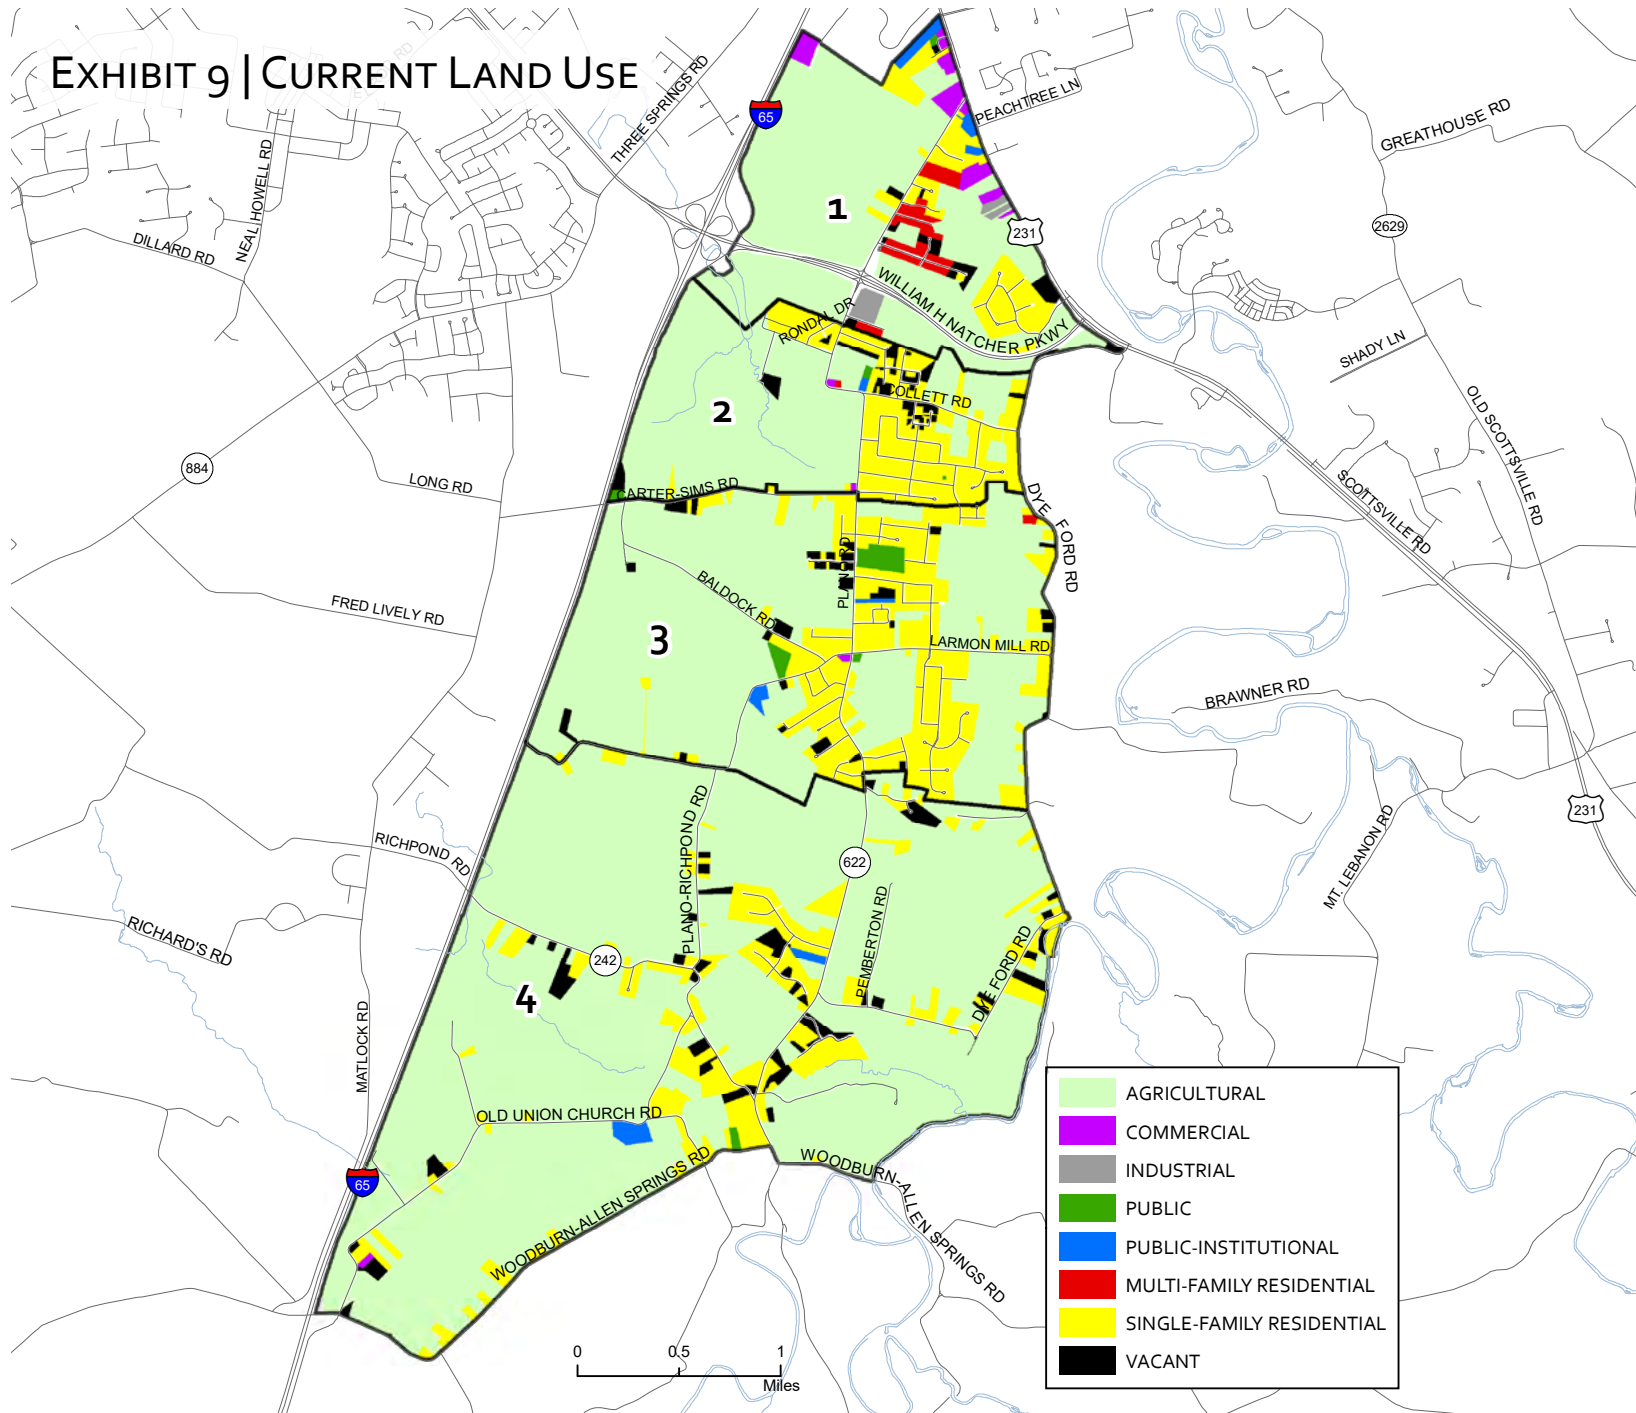 EXHIBIT 9 | CURRENT LAND USE
THREE SPRINGS RD
65
PEACHTREE LN
GREATHOUSE RD
NEAL HOWELL RD
DILLARD RD
1
231
2629
WILLIAM H NATCHER PKWY
RONDAL DR
SHADY LN
COLLETT RD
2
OLD SCOTTSVILLE RD
884
LONG RD
CARTER-SIMS RD
SCOTTSVILLE RD
DYE FORD RD
PLANO RD
BALDOCK RD
FRED LIVELY RD
3
LARMON MILL RD
BRAWNER RD
231
PLANO-RICHPOND RD
RICHPOND RD
622
MT. LEBANON RD
PEMBERTON RD
RICHARD'S RD
242
DYE FORD RD
4
MATLOCK RD
OLD UNION CHURCH RD
WOODBURN-ALLEN SPRINGS RD
WOODBURN-ALLEN SPRINGS RD
65
AGRICULTURAL
COMMERCIAL
INDUSTRIAL
PUBLIC
PUBLIC-INSTITUTIONAL
MULTI-FAMILY RESIDENTIAL
SINGLE-FAMILY RESIDENTIAL
VACANT
0 0.5 1
Miles